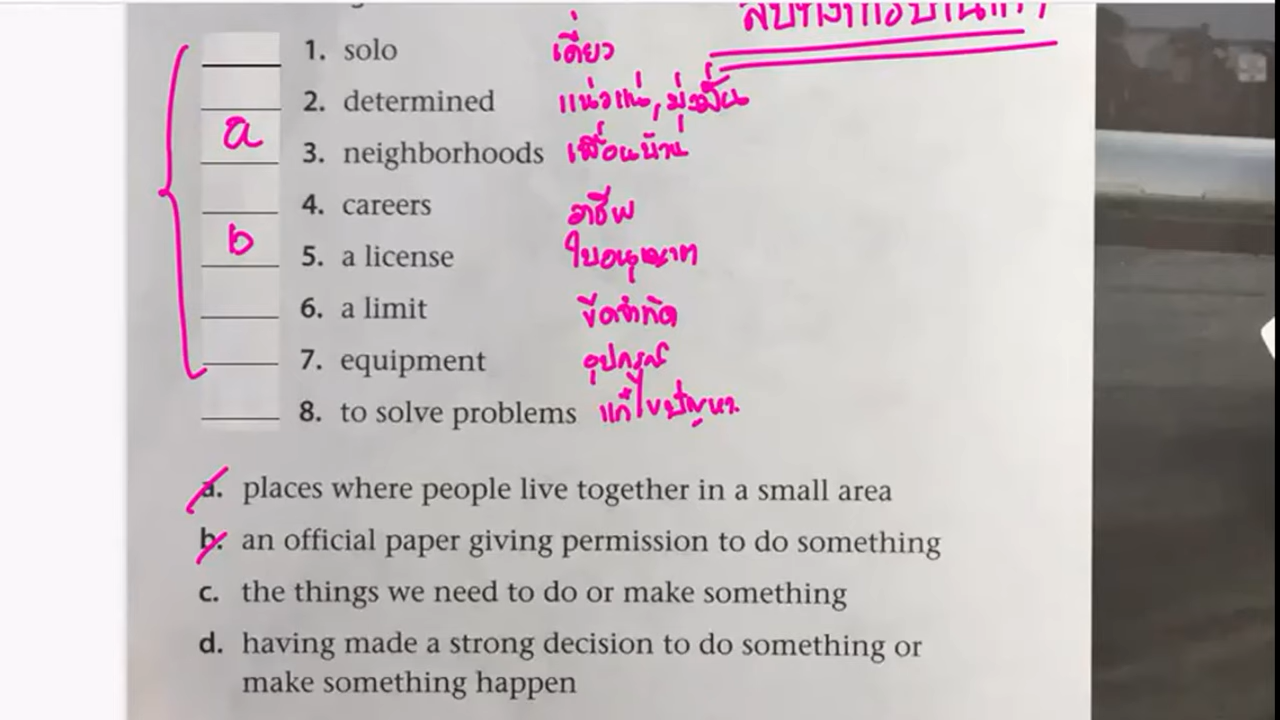 1. solo เดี่ยว
2. determined แน่วแน่, มุ่งมั่น
a 3. neighborhoods เพื่อนบ้าน
4. careers อาชีพ
b 5. a license ใบอนุญาต
6. a limit ขีดจำกัด
7. equipment อุปกรณ์
8. to solve problems แก้ไขปัญหา
a. places where people live together in a small area
b. an official paper giving permission to do something
c. the things we need to do or make something
d. having made a strong decision to do something or
make something happen